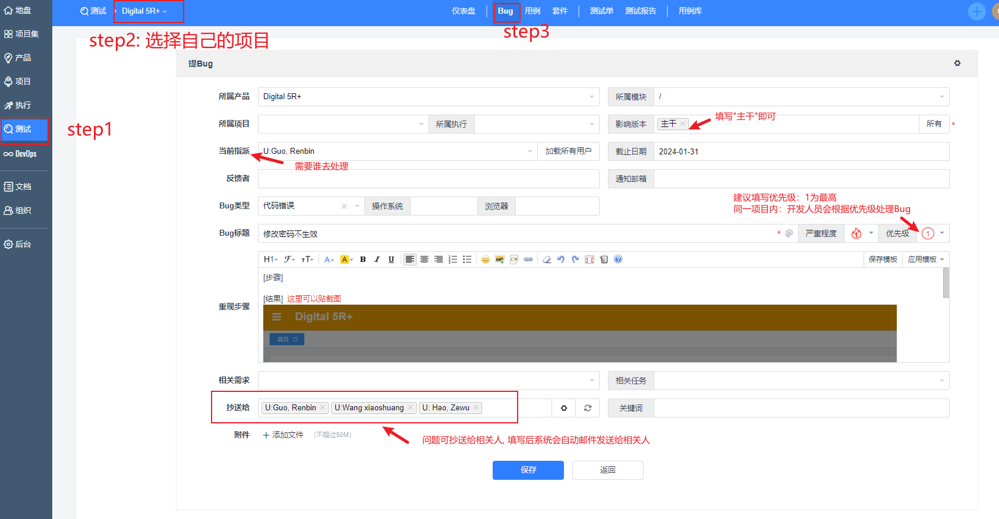 地盘
项目集
产品
项目
执行
测试
DevOps
文档
组织
后台
测试
Digital 5R+
仪表盘
Bug
用例
套件
测试单
测试报告
用例库
step1
step2: 选择自己的项目
step3
提Bug
所属产品
Digital 5R+
所属模块
/
所属项目
所属执行
影响版本
主干
所有
*
填写"主干"即可
当前指派
U:Guo, Renbin
加载所有用户
截止日期
2024-01-31
需要谁去处理
反馈者
通知邮箱
建议填写优先级：1为最高
同一项目内：开发人员会根据优先级处理Bug
Bug类型
代码错误
操作系统
浏览器
Bug标题
修改密码不生效
*
严重程度
1
优先级
1
H1
F
TT
A
A
B
I
U
C#
保存模板
应用模板
重现步骤
[步骤]
[结果] 这里可以贴截图
Digital 5R+
首页
相关需求
相关任务
抄送给
U:Guo, Renbin
U:Wang xiaoshuang
U: Hao, Zewu
关键词
附件
添加文件
(不超过50M)
问题可抄送给相关人, 填写后系统会自动邮件发送给相关人
保存
返回